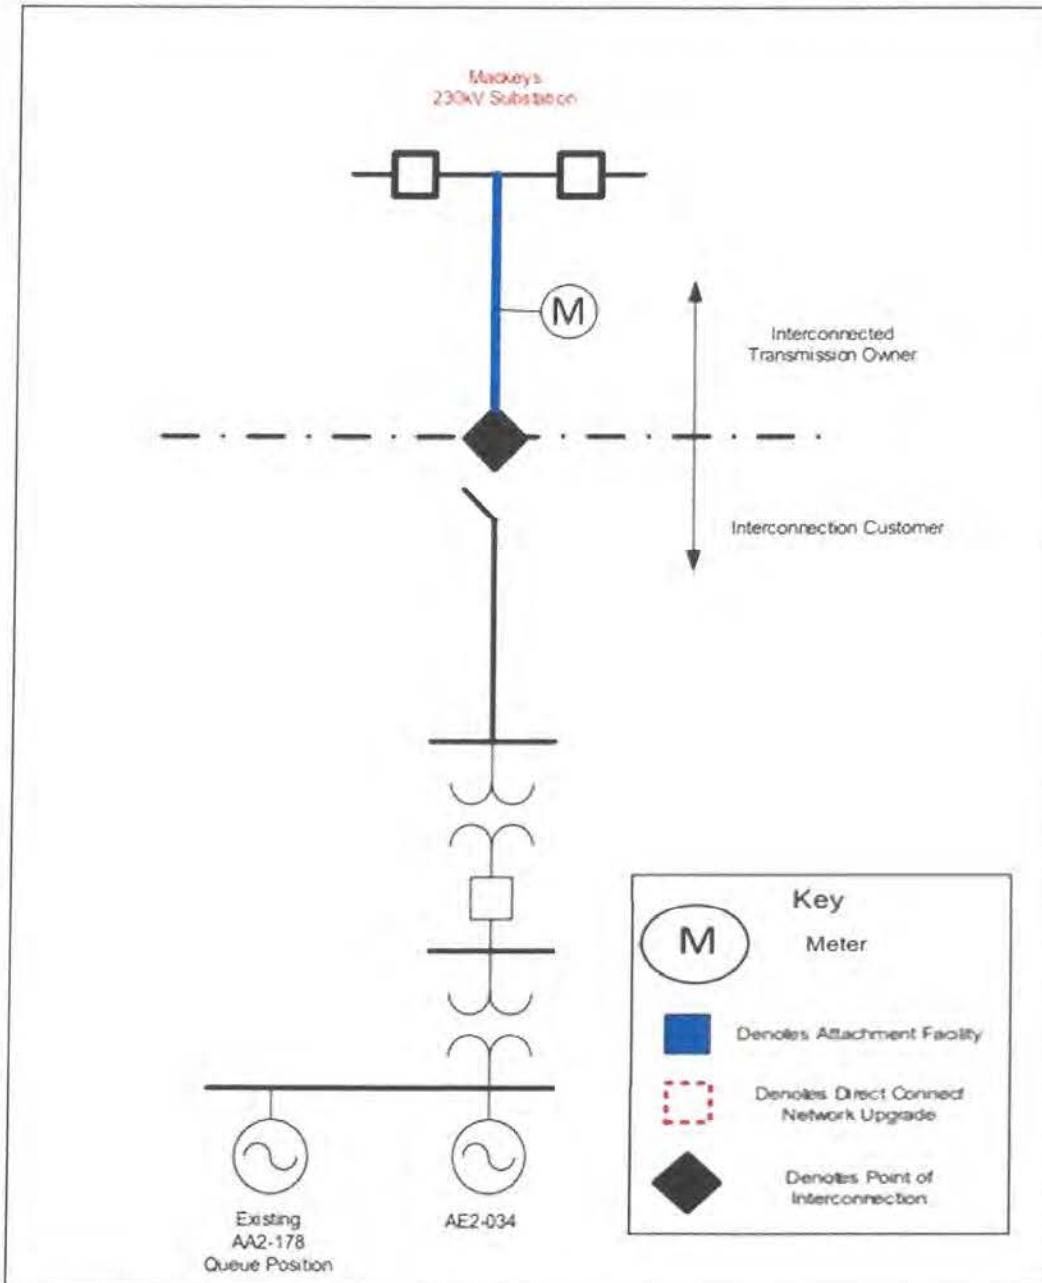 Mackeys
230kV Substation
M
Interconnected
Transmission Owner
Interconnection Customer
Key
M
Meter
Denotes Attachment Facility
Denotes Direct Connect
Network Upgrade
Denotes Point of
Interconnection
Existing
AA2-178
Queue Position
AE2-034